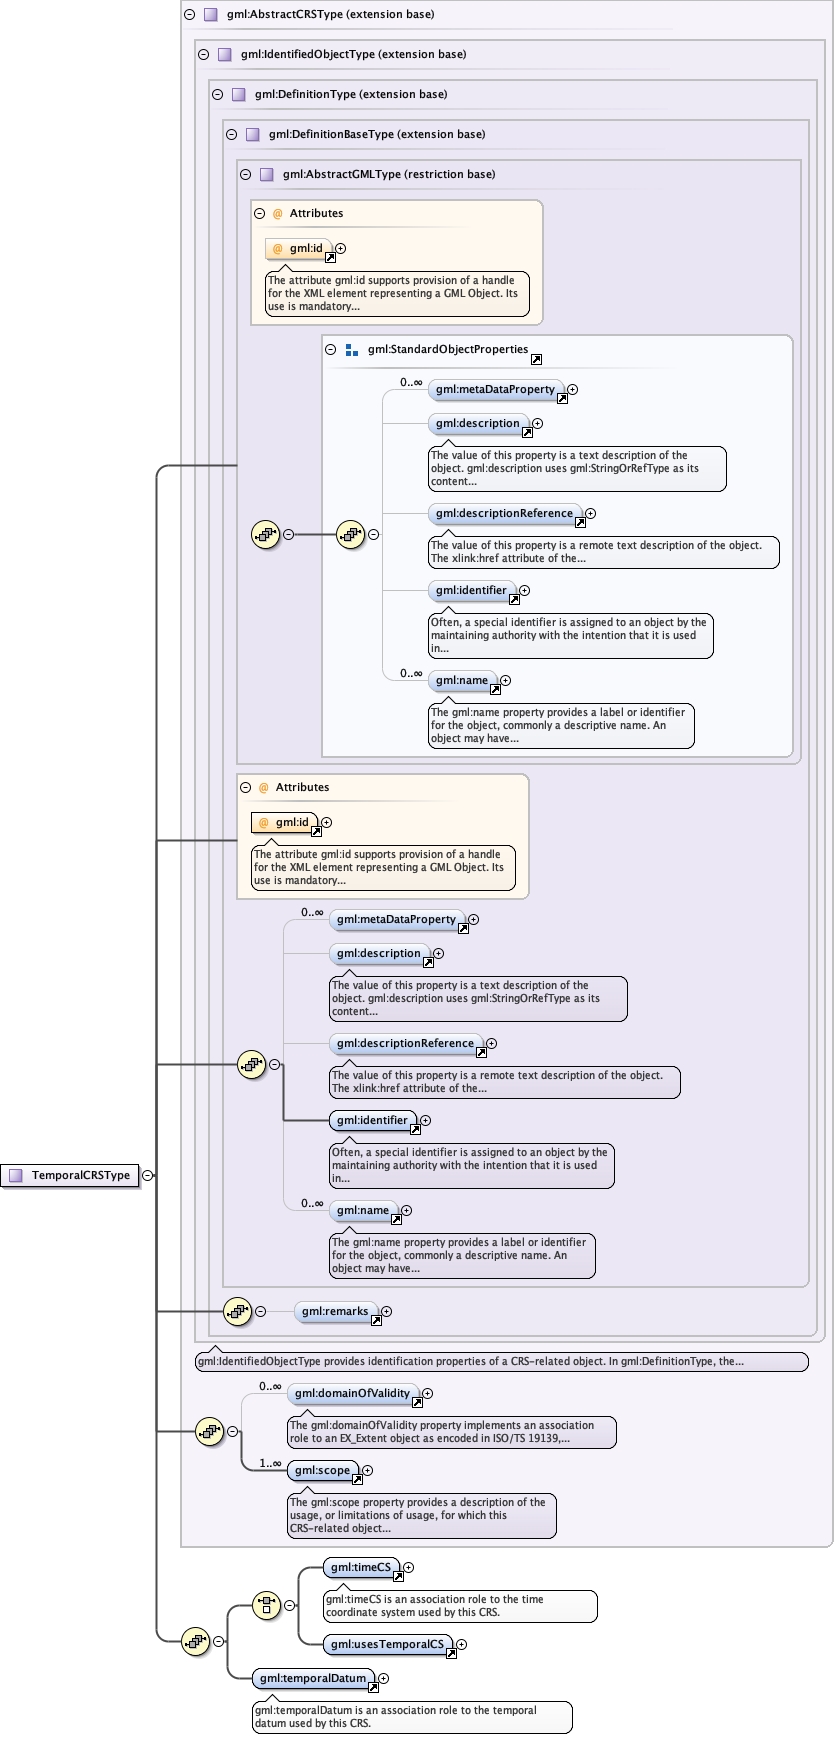 gml:AbstractCRSType (extension base)
gml:IdentifiedObjectType (extension base)
gml:DefinitionType (extension base)
gml:DefinitionBaseType (extension base)
gml:AbstractGMLType (restriction base)
@ Attributes
@ gml:id
The attribute gml:id supports provision of a handle
for the XML element representing a GML Object. Its
use is mandatory...
gml:StandardObjectProperties
0..∞
gml:metaDataProperty
gml:description
The value of this property is a text description of the
object. gml:description uses gml:StringOrRefType as its
content...
gml:descriptionReference
The value of this property is a remote text description of the object.
The xlink:href attribute of the...
gml:identifier
Often, a special identifier is assigned to an object by the
maintaining authority with the intention that it is used
in...
0..∞
gml:name
The gml:name property provides a label or identifier
for the object, commonly a descriptive name. An
object may have...
@ Attributes
@ gml:id
The attribute gml:id supports provision of a handle
for the XML element representing a GML Object. Its
use is mandatory...
0..∞
gml:metaDataProperty
gml:description
The value of this property is a text description of the
object. gml:description uses gml:StringOrRefType as its
content...
gml:descriptionReference
The value of this property is a remote text description of the object.
The xlink:href attribute of the...
gml:identifier
Often, a special identifier is assigned to an object by the
maintaining authority with the intention that it is used
in...
TemporalCRSType
0..∞
gml:name
The gml:name property provides a label or identifier
for the object, commonly a descriptive name. An
object may have...
gml:remarks
gml:IdentifiedObjectType provides identification properties of a CRS-related object. In gml:DefinitionType, the...
0..∞
gml:domainOfValidity
The gml:domainOfValidity property implements an association
role to an EX_Extent object as encoded in ISO/TS 19139,...
1..∞
gml:scope
The gml:scope property provides a description of the
usage, or limitations of usage, for which this
CRS-related object...
gml:timeCS
gml:timeCS is an association role to the time
coordinate system used by this CRS.
gml:usesTemporalCS
gml:temporalDatum
gml:temporalDatum is an association role to the temporal
datum used by this CRS.